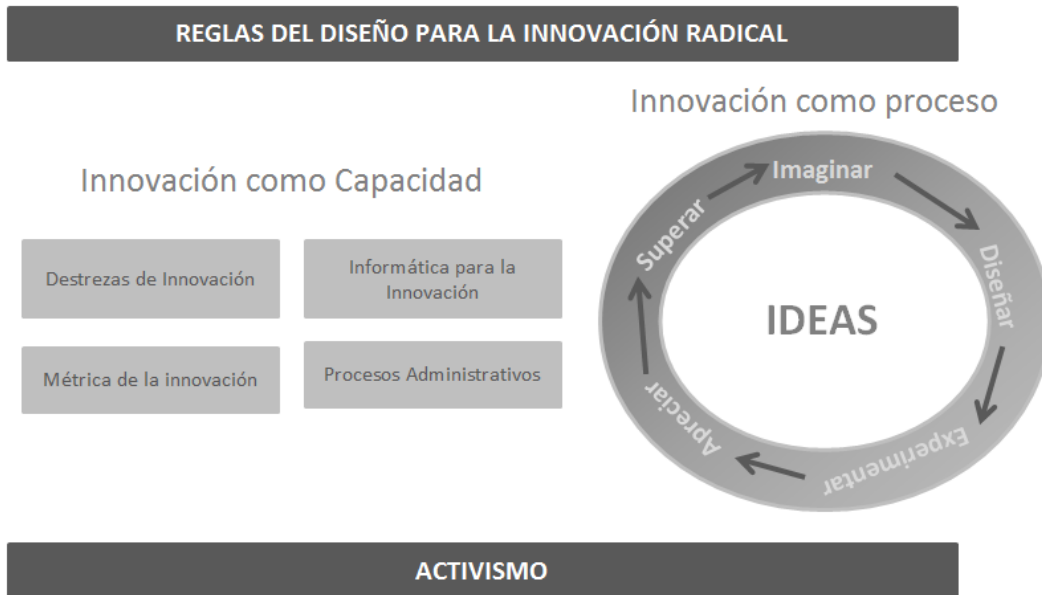 REGLAS DEL DISEÑO PARA LA INNOVACIÓN RADICAL
Innovación como Capacidad
Destrezas de Innovación
Informática para la
Innovación
Métrica de la innovación
Procesos Administrativos
Innovación como proceso
Imaginar
Diseñar
Experimentar
Apreciar
Superar
IDEAS
ACTIVISMO